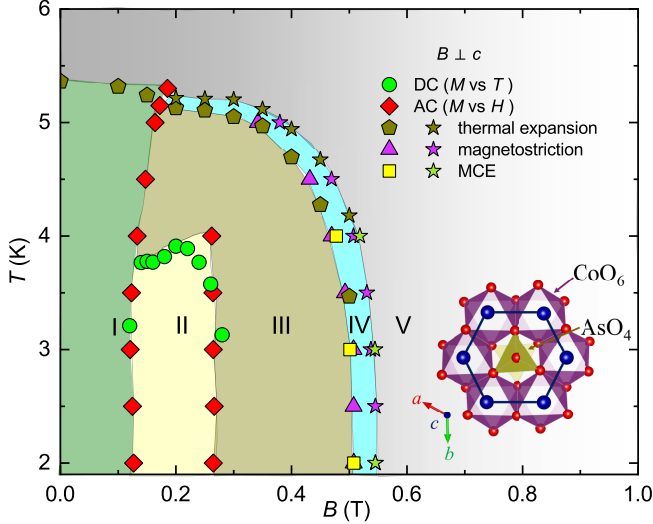 B ⊥ c
DC (M vs T)
AC (M vs H)
thermal expansion
magnetostriction
MCE
6
5
4
3
2
T (K)
I
II
III
IV
V
CoO₆
AsO₄
a
c
b
0.0
0.2
0.4
0.6
0.8
1.0
B (T)